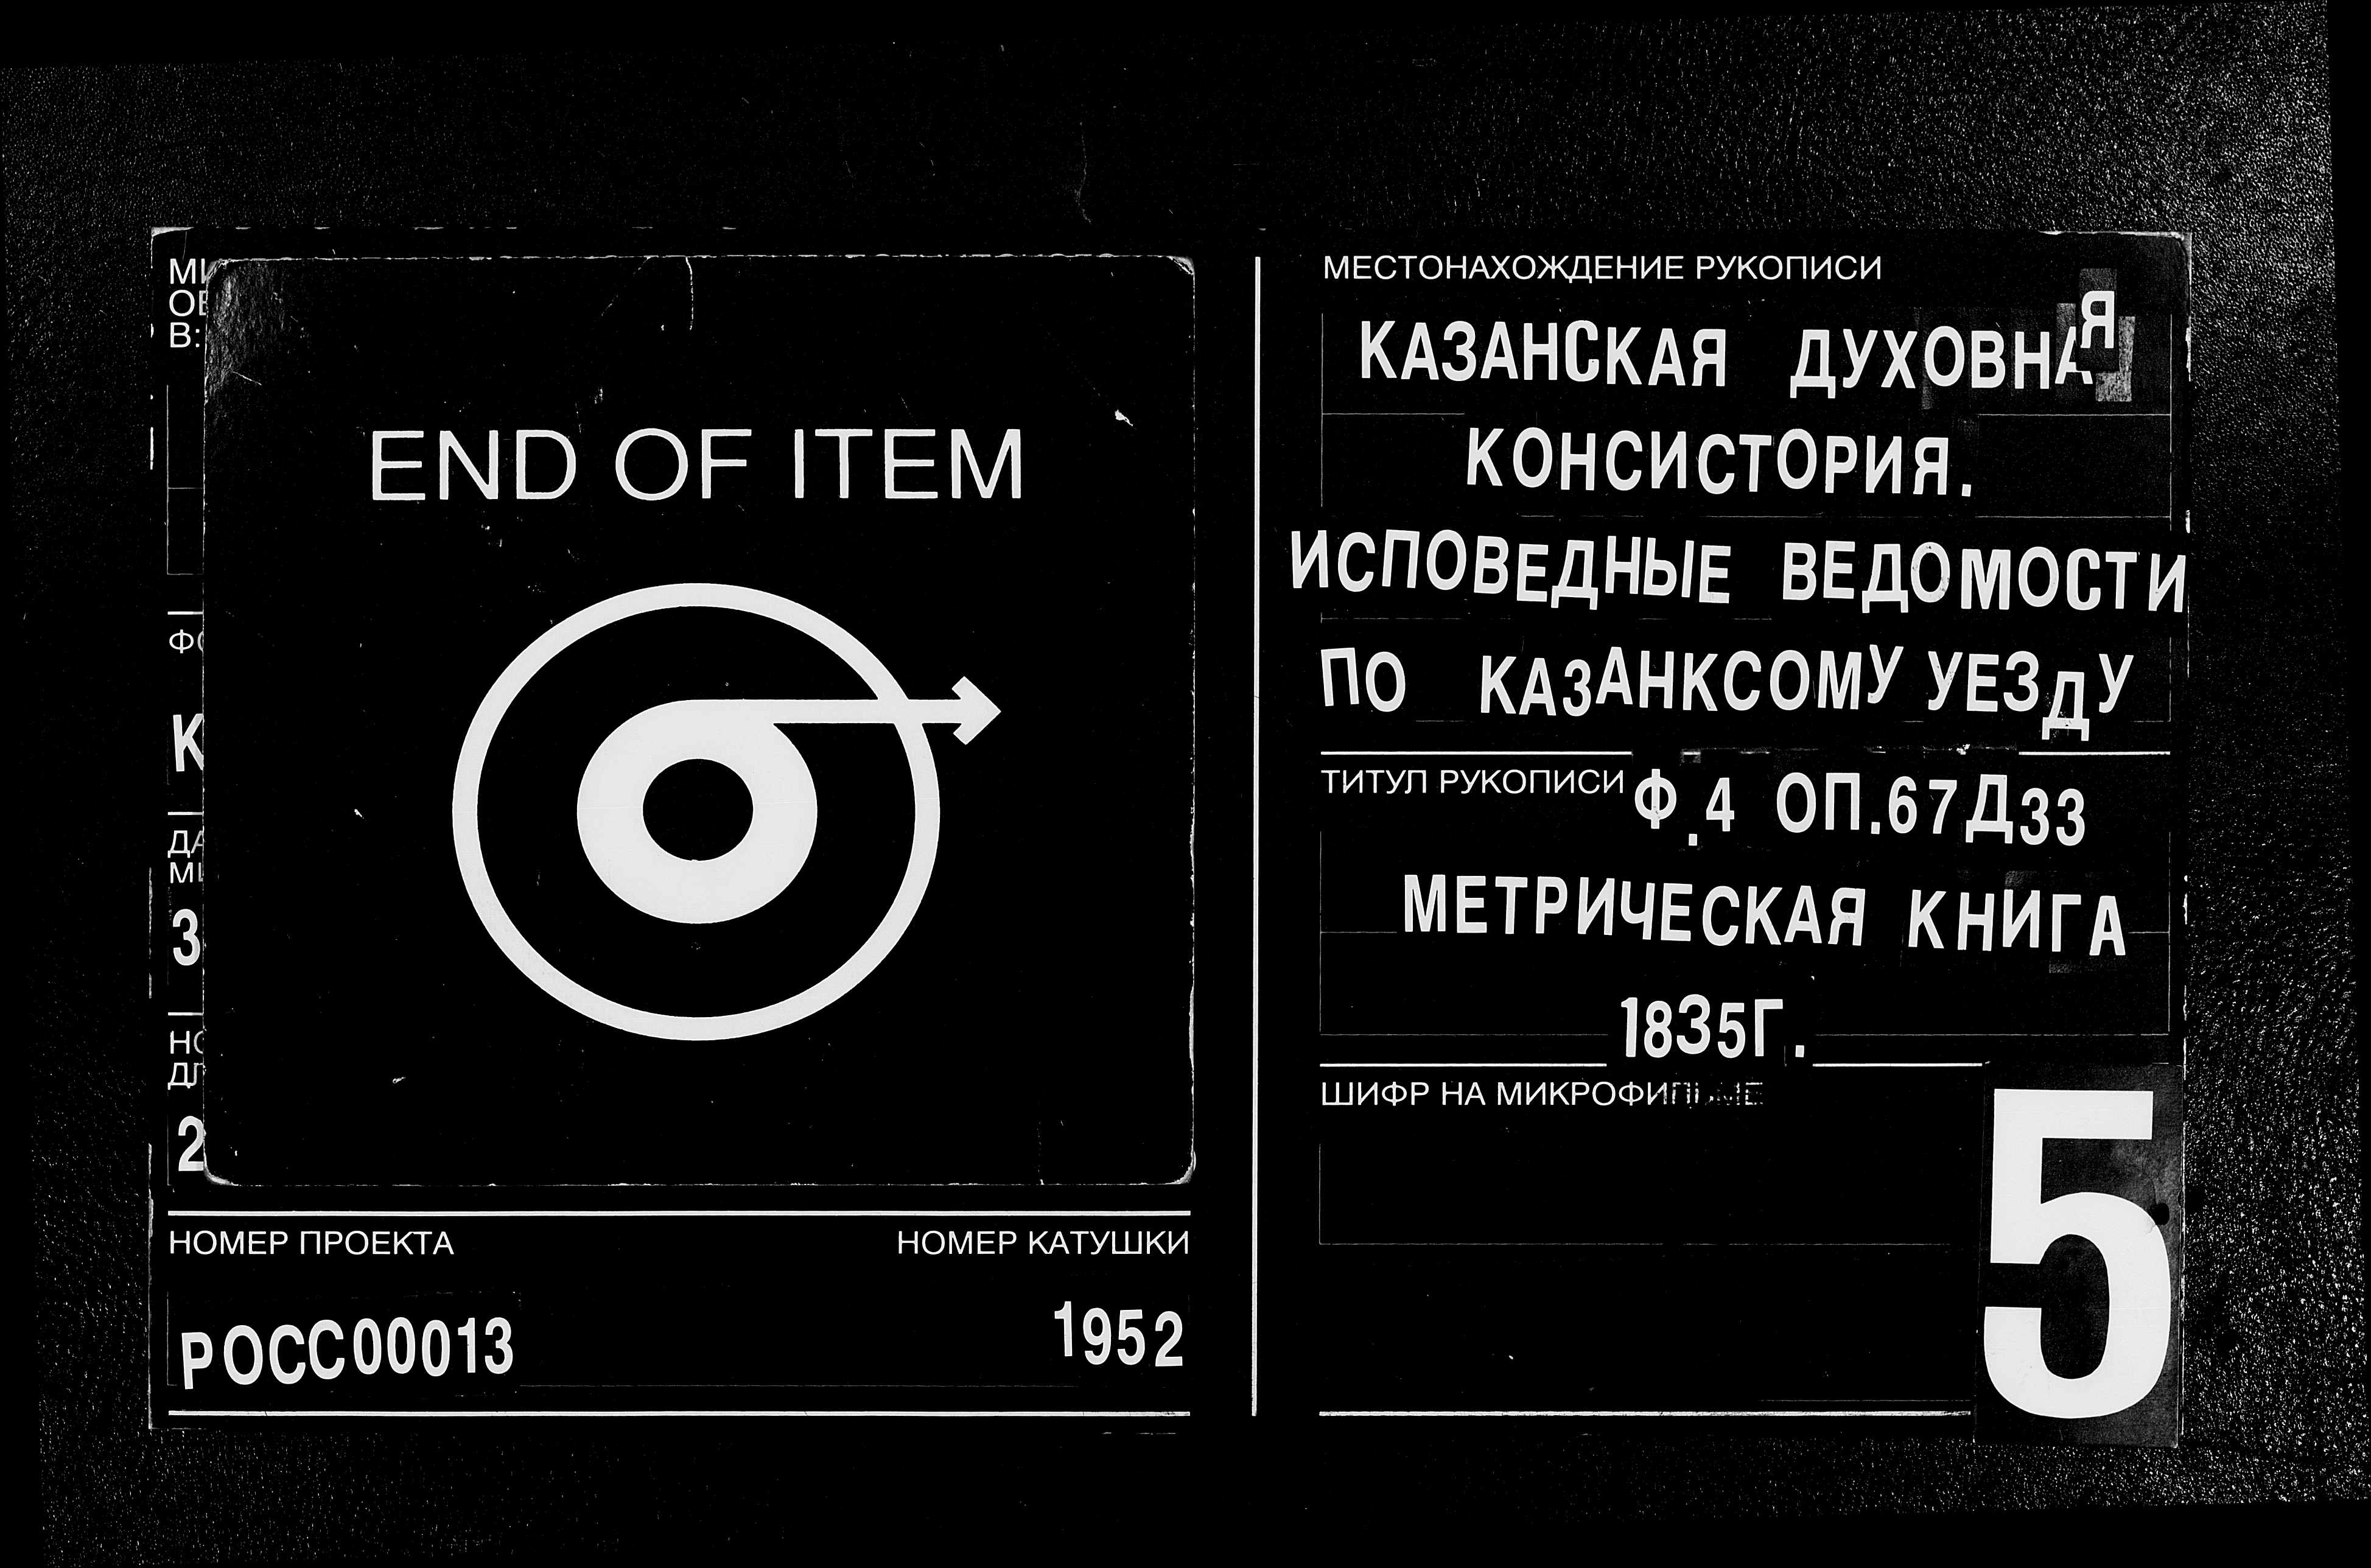 END OF ITEM
НОМЕР ПРОЕКТА
НОМЕР КАТУШКИ
РОСС00013
1952
МЕСТОНАХОЖДЕНИЕ РУКОПИСИ
КАЗАНСКАЯ ДУХОВНАЯ
КОНСИСТОРИЯ.
ИСПОВЕДНЫЕ ВЕДОМОСТИ
ПО КАЗАНКСОМУ УЕЗДУ
ТИТУЛ РУКОПИСИ Ф.4 ОП.67Д33
МЕТРИЧЕСКАЯ КНИГА
1835Г.
ШИФР НА МИКРОФИЛЬМЕ
5